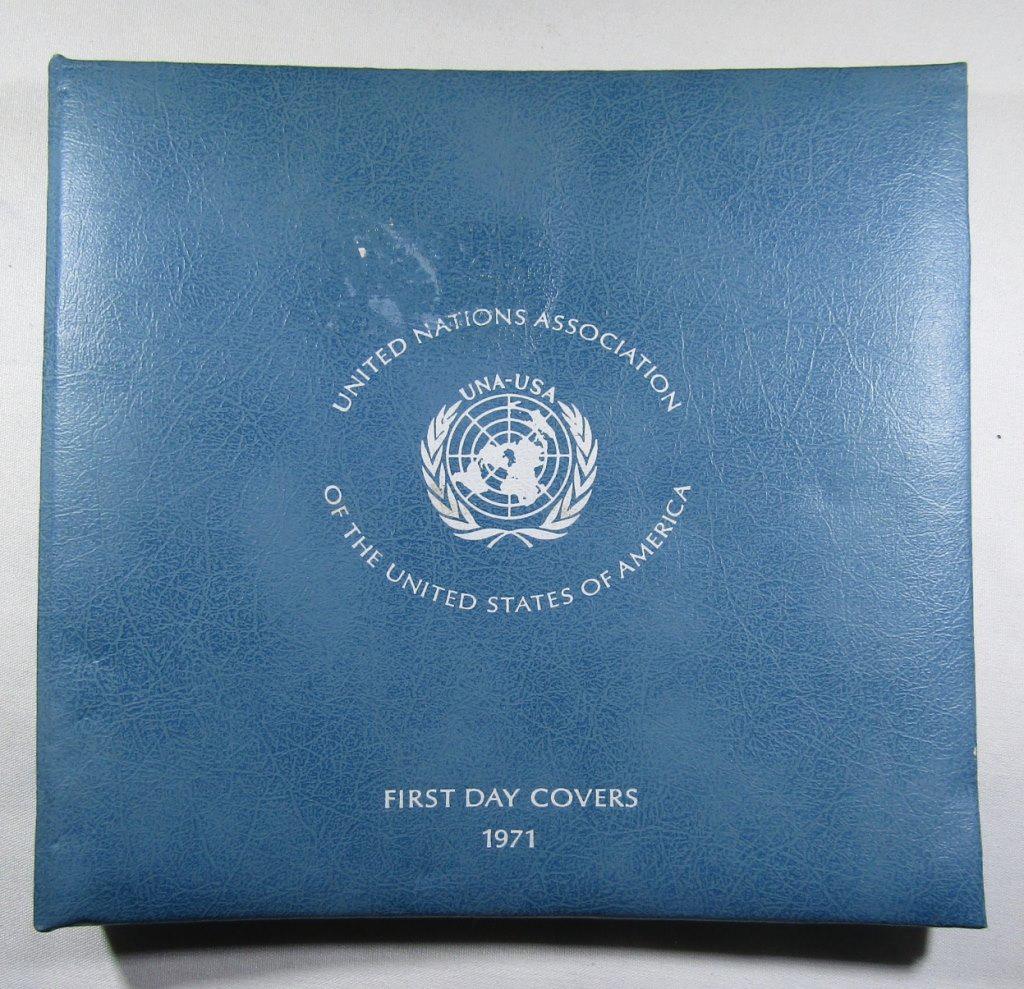 UNITED NATIONS ASSOCIATION
UNA-USA
OF THE UNITED STATES OF AMERICA
FIRST DAY COVERS
1971